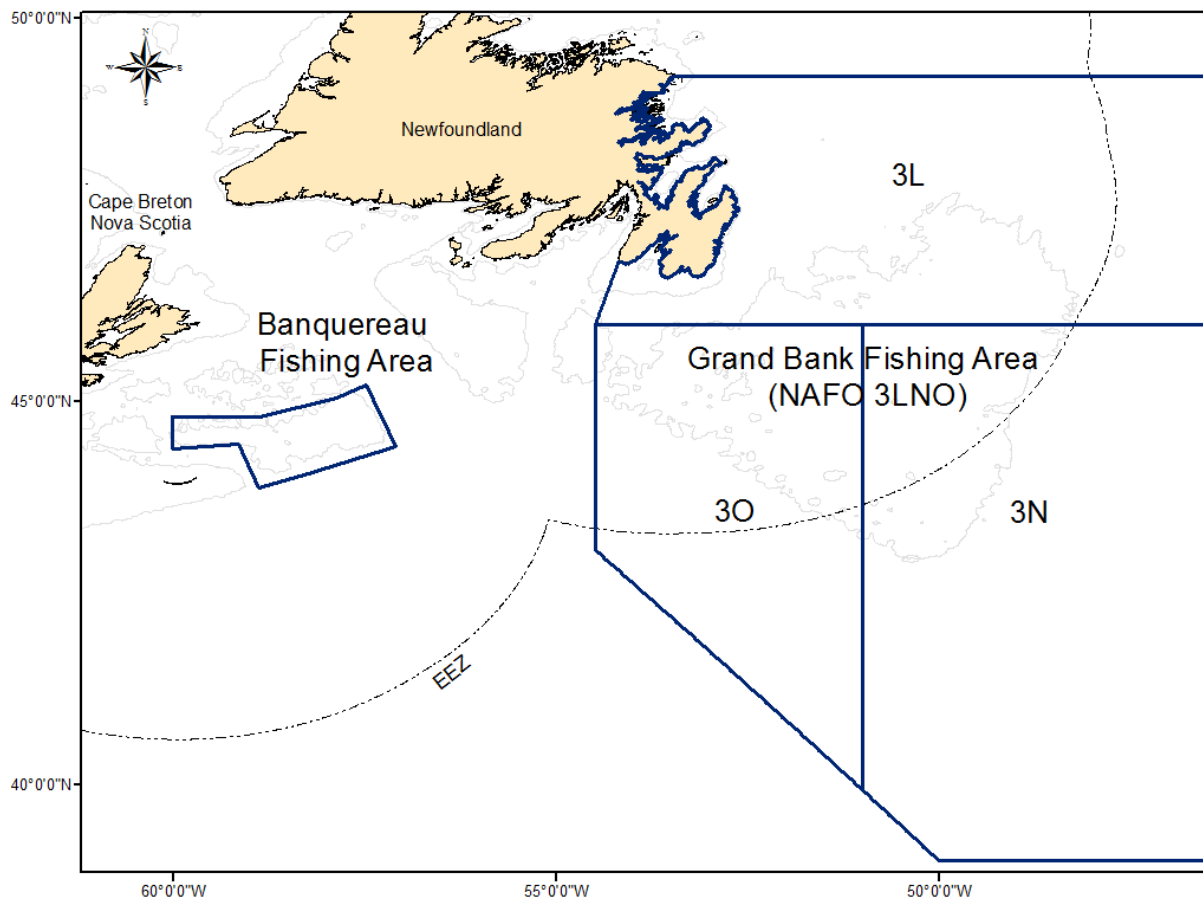 50°0'0"N
N
W
E
S
Newfoundland
3L
Cape Breton
Nova Scotia
Banquereau
Fishing Area
Grand Bank Fishing Area
(NAFO 3LNO)
45°0'0"N
3O
3N
EEZ
40°0'0"N
60°0'0"W
55°0'0"W
50°0'0"W